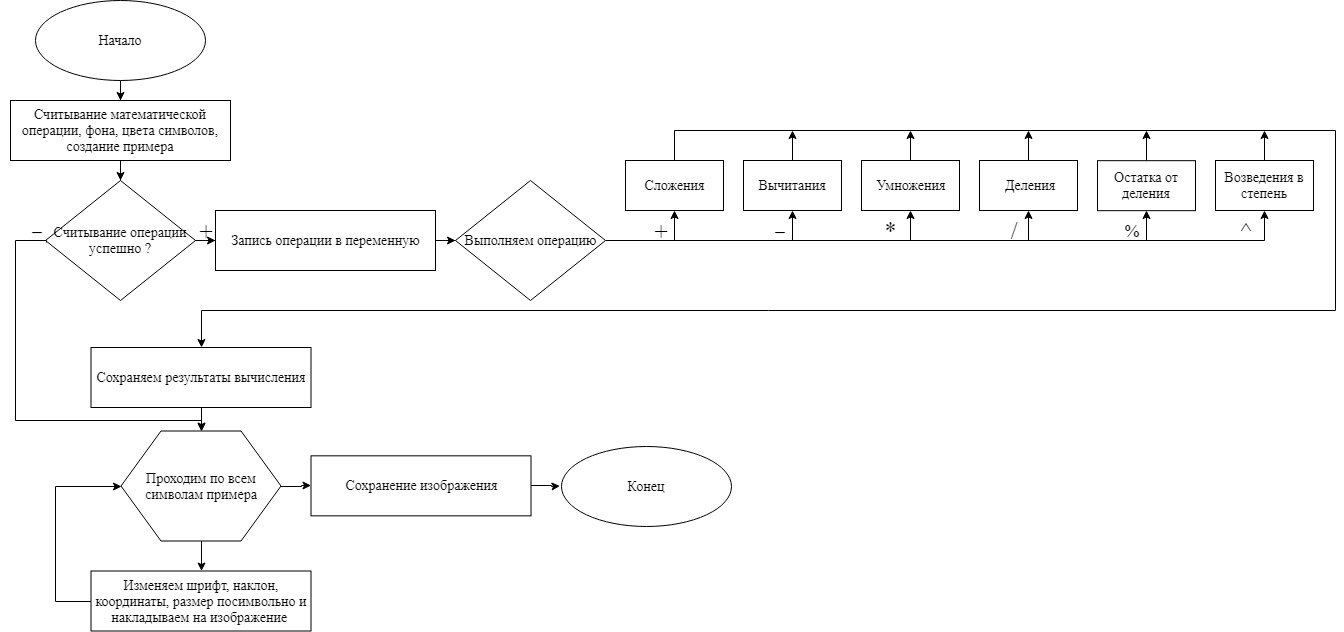 Начало
Считывание математической
операции, фона, цвета символов,
создание примера
Считывание операции
успешно ?
−
+
Запись операции в переменную
Выполняем операцию
+
−
*
/
%
^
Сложения
Вычитания
Умножения
Деления
Остатка от
деления
Возведения в
степень
Сохраняем результаты вычисления
Проходим по всем
символам примера
Сохранение изображения
Конец
Изменяем шрифт, наклон,
координаты, размер посимвольно и
накладываем на изображение